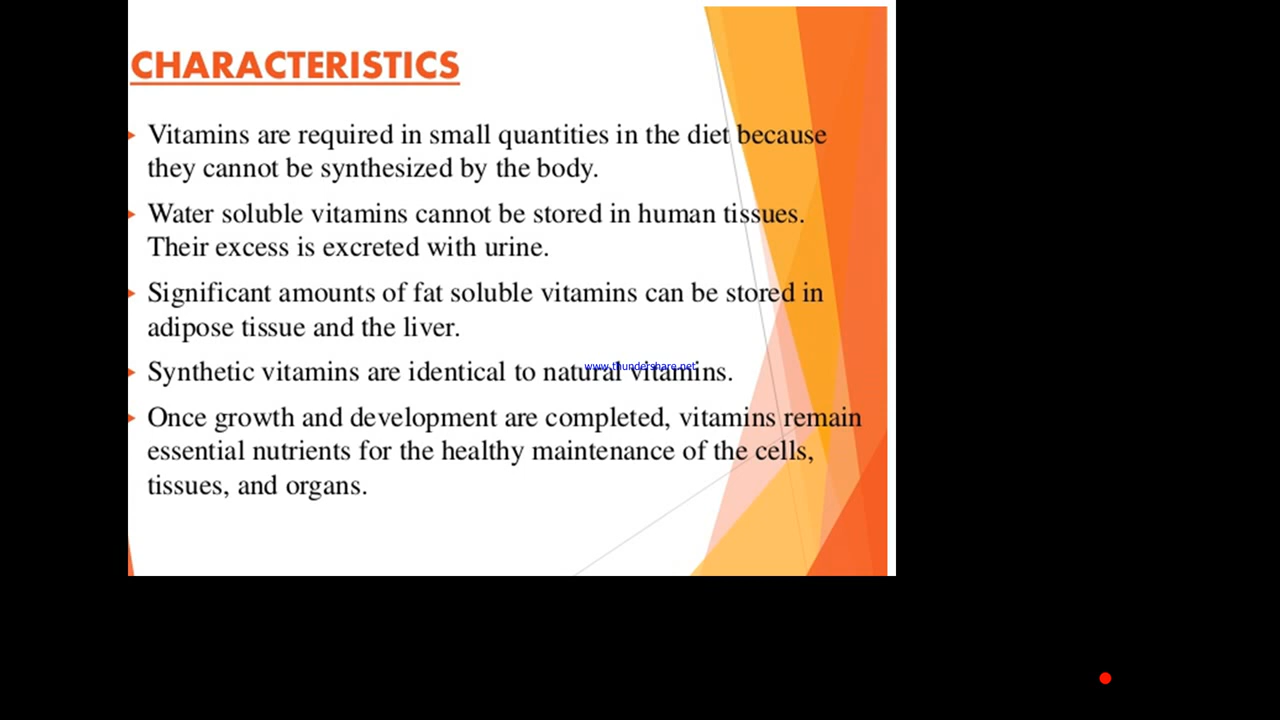 CHARACTERISTICS
Vitamins are required in small quantities in the diet because
they cannot be synthesized by the body.
Water soluble vitamins cannot be stored in human tissues.
Their excess is excreted with urine.
Significant amounts of fat soluble vitamins can be stored in
adipose tissue and the liver.
Synthetic vitamins are identical to natural vitamins.
www.thundershare.net
Once growth and development are completed, vitamins remain
essential nutrients for the healthy maintenance of the cells,
tissues, and organs.